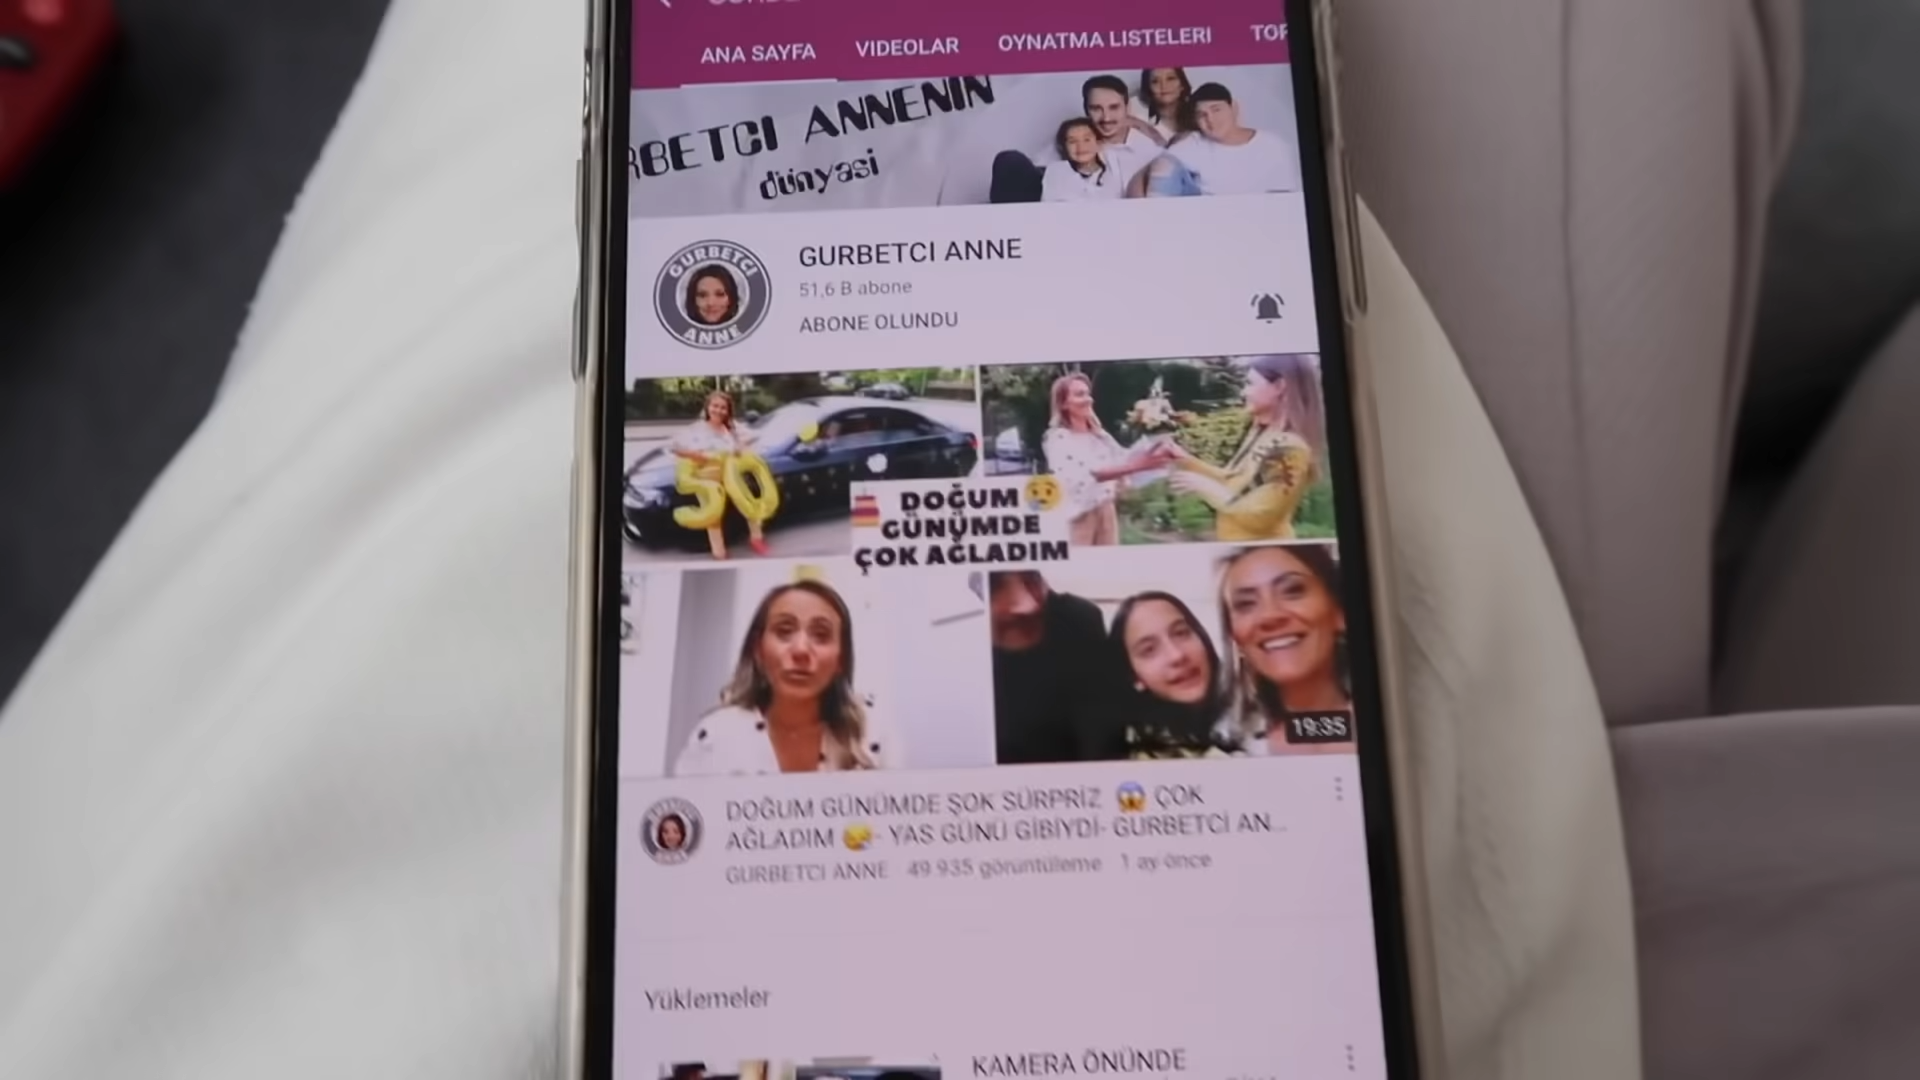 ANA SAYFA VIDEOLAR OYNATMA LISTELERI
ANNENIN
dünyasi
GURBETCI
ANNE
GURBETCI ANNE
51,6 B abone
ABONE OLUNDU
50
DOĞUM
GÜNÜMDE
ÇOK AĞLADIM
19:35
DOĞUM GÜNÜMDE ŞOK SÜRPRİZ 😱 ÇOK
AĞLADIM 😪- YAS GÜNÜ GİBİYDİ- GURBETCİ AN...
GURBETCI ANNE 49 935 görüntüleme 1 ay önce
Yüklemeler
KAMERA ÖNÜNDE